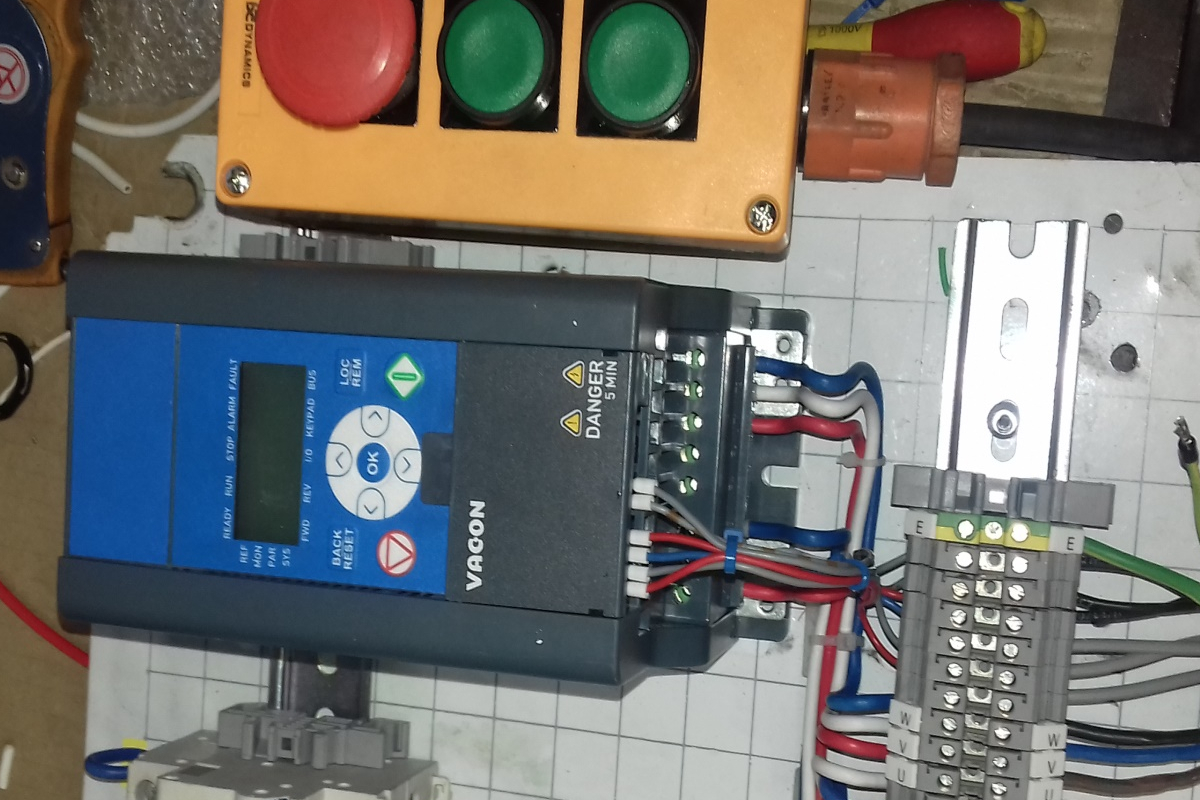 DYNAMICS
READY RUN STOP ALARM FAULT
REF
MON
PAR
SYS
FWD REV I/O KEYPAD BUS
LOC
REM
BACK
RESET
OK
DANGER
5 MIN
VACON
E
E
W
V
U
W
V
U